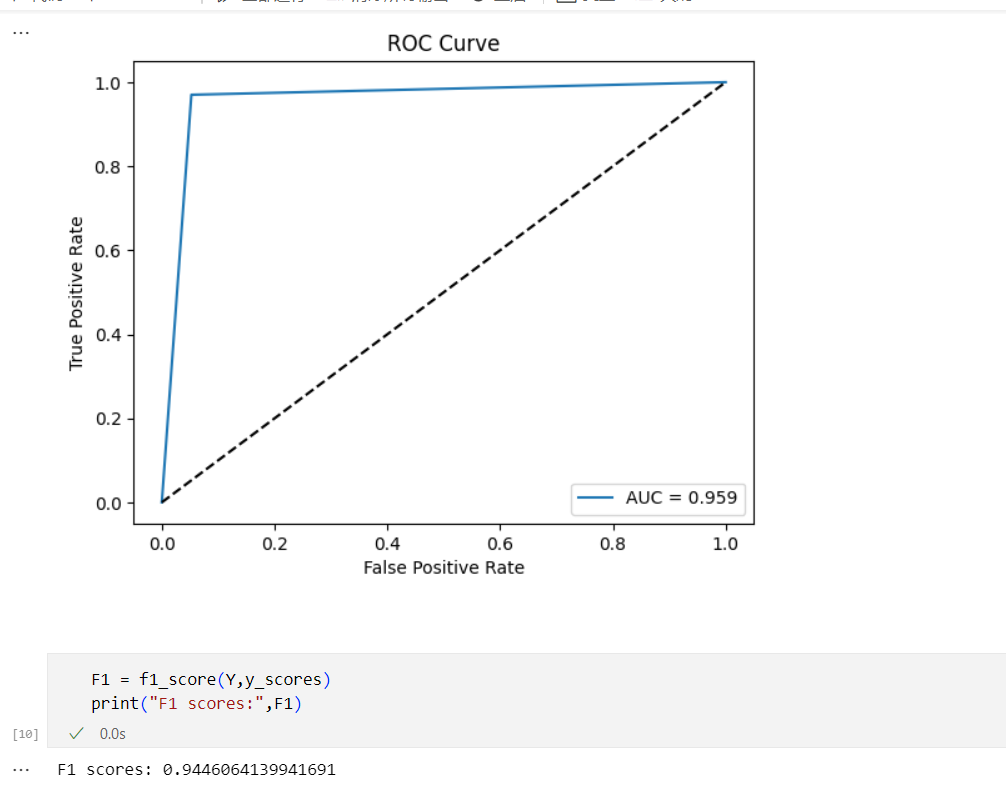 ...
ROC Curve
1.0
0.8
0.6
0.4
0.2
0.0
True Positive Rate
AUC = 0.959
0.0 0.2 0.4 0.6 0.8 1.0
False Positive Rate
F1 = f1_score(Y,y_scores)
print("F1 scores:",F1)
[10] 0.0s
... F1 scores: 0.9446064139941691